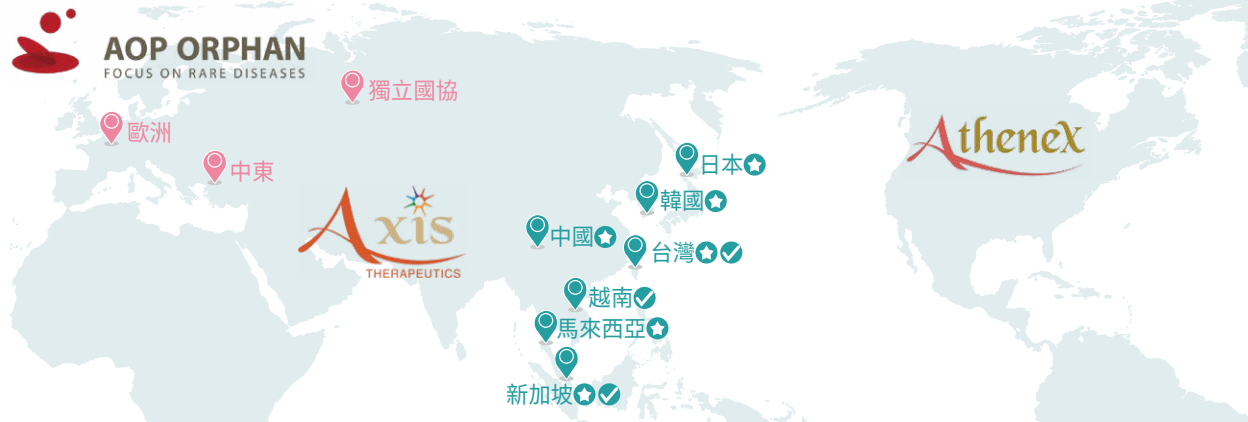 AOP ORPHAN
FOCUS ON RARE DISEASES
獨立國協
歐洲
中東
Athenex
日本
韓國
Axis
THERAPEUTICS
中國
台灣
越南
馬來西亞
新加坡